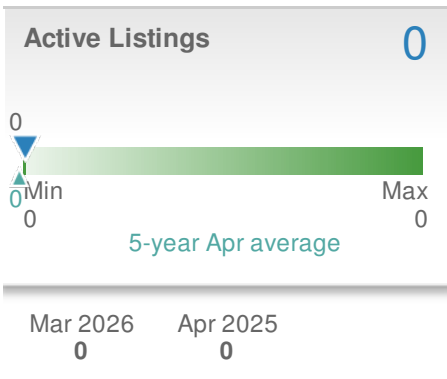 Active Listings 0
0
0
Min Max
0 0
5-year Apr average
Mar 2026 Apr 2025
0 0